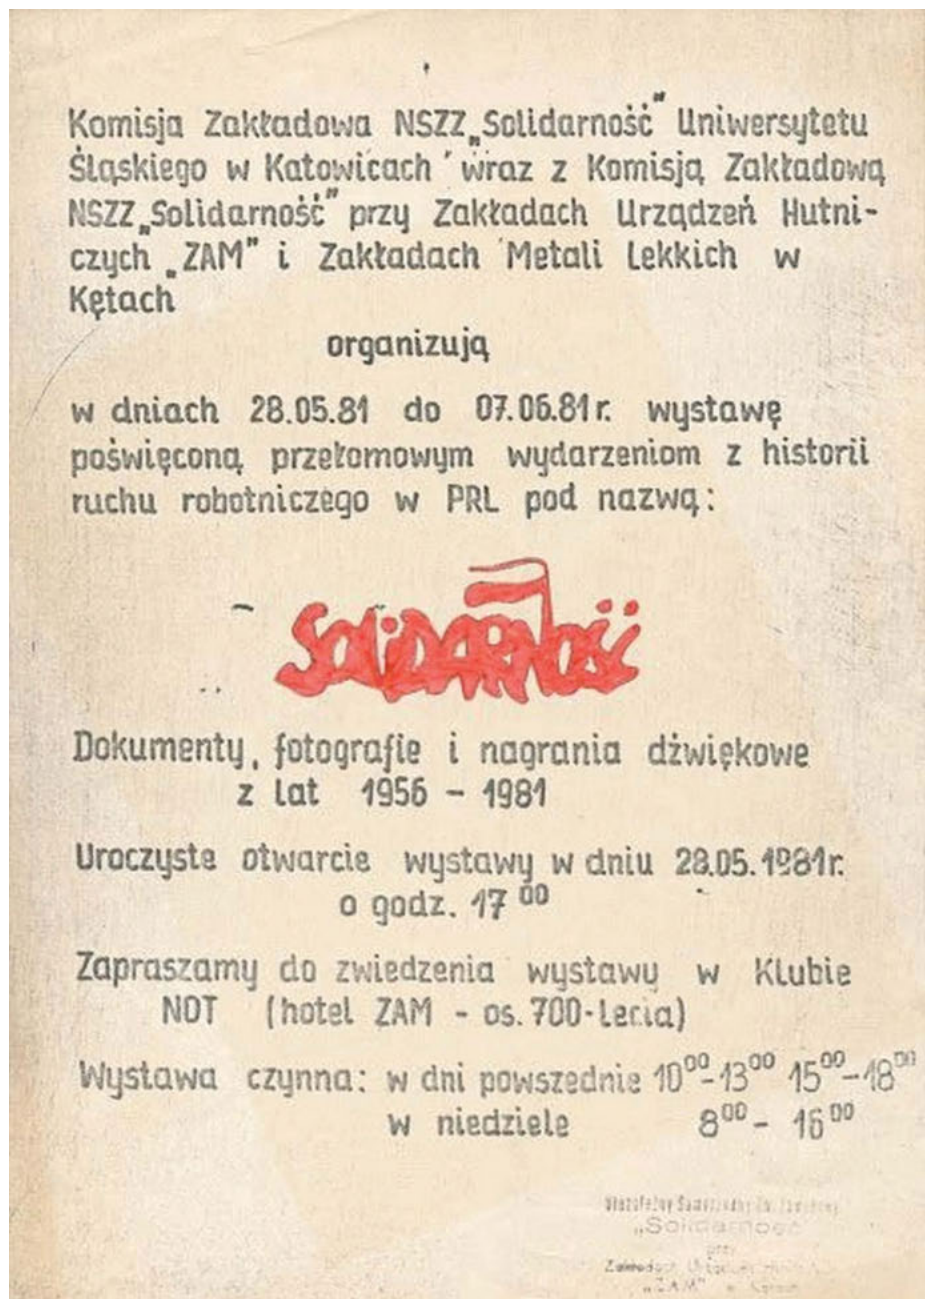 Komisja Zakładowa NSZZ „Solidarność" Uniwersytetu
Śląskiego w Katowicach wraz z Komisją Zakładową
NSZZ „Solidarność" przy Zakładach Urządzeń Hutni-
czych „ZAM" i Zakładach Metali Lekkich w
Kętach
organizują
w dniach 28.05.81 do 07.06.81r. wystawę
poświęconą przełomowym wydarzeniom z historii
ruchu robotniczego w PRL pod nazwą:
SOLIDARNOŚĆ
Dokumenty, fotografie i nagrania dźwiękowe
z lat 1956 - 1981
Uroczyste otwarcie wystawy w dniu 28.05.1981r.
o godz. 17⁰⁰
Zapraszamy do zwiedzenia wystawy w Klubie
NOT (hotel ZAM - os. 700-lecia)
Wystawa czynna: w dni powszednie 10⁰⁰-13⁰⁰ 15⁰⁰-18⁰⁰
w niedziele 8⁰⁰- 16⁰⁰
„Solidarność"
przy
„ZAM" w Kętach